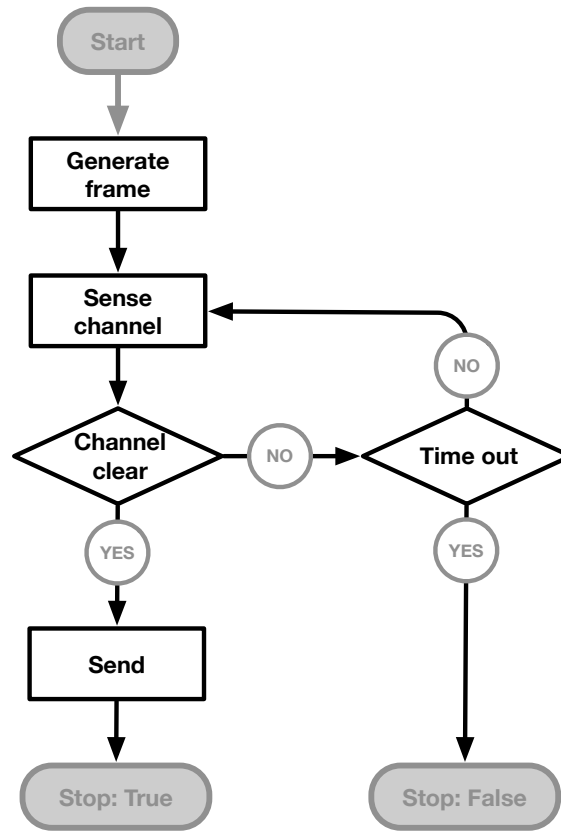 Start
Generate
frame
Sense
channel
NO
Channel
clear
NO
Time out
YES
YES
Send
Stop: True
Stop: False